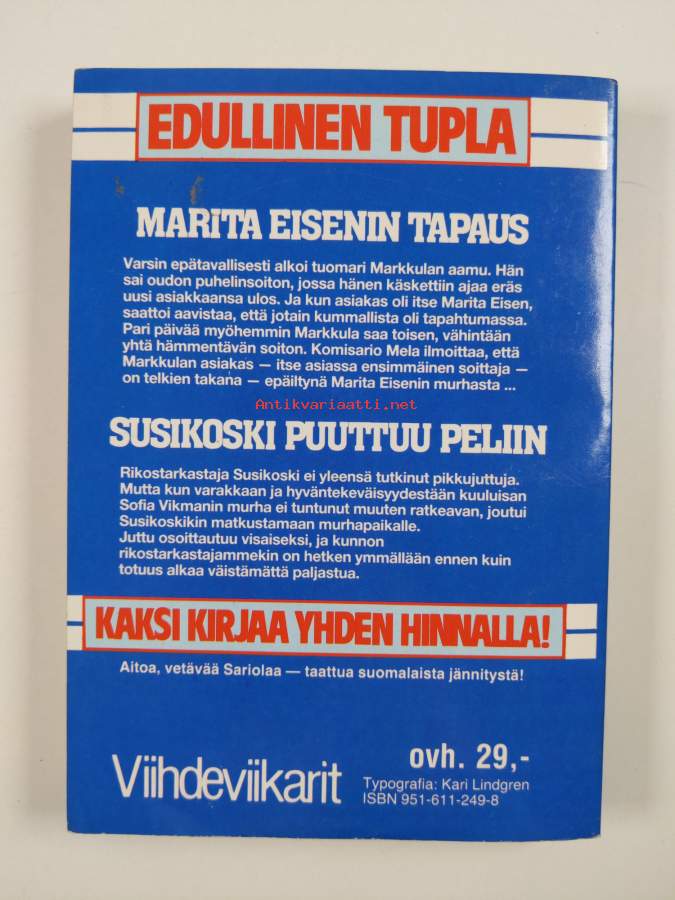 EDULLINEN TUPLA
MARITA EISENIN TAPAUS
Varsin epätavallisesti alkoi tuomari Markkulan aamu. Hän
sai oudon puhelinsoiton, jossa hänen käskettiin ajaa eräs
uusi asiakkaansa ulos. Ja kun asiakas oli itse Marita Eisen,
saattoi aavistaa, että jotain kummallista oli tapahtumassa.
Pari päivää myöhemmin Markkula saa toisen, vähintään
yhtä hämmentävän soiton. Komisario Mela ilmoittaa, että
Markkulan asiakas — itse asiassa ensimmäinen soittaja —
on telkien takana — epäiltynä Marita Eisenin murhasta ...
Antikvariaatti.net
SUSIKOSKI PUUTTUU PELIIN
Rikostarkastaja Susikoski ei yleensä tutkinut pikkujuttuja.
Mutta kun varakkaan ja hyväntekeväisyydestään kuuluisan
Sofia Vikmanin murha ei tuntunut muuten ratkeavan, joutui
Susikoskikin matkustamaan murhapaikalle.
Juttu osoittautui visaiseksi, ja kunnon
rikostarkastajammekin on hetken ymmällään ennen kuin
totuus alkaa väistämättä paljastua.
KAKSI KIRJAA YHDEN HINNALLA!
Aitoa, vetävää Sariolaa — taattua suomalaista jännitystä!
Viihdeviikarit
ovh. 29,-
Typografia: Kari Lindgren
ISBN 951-611-249-8